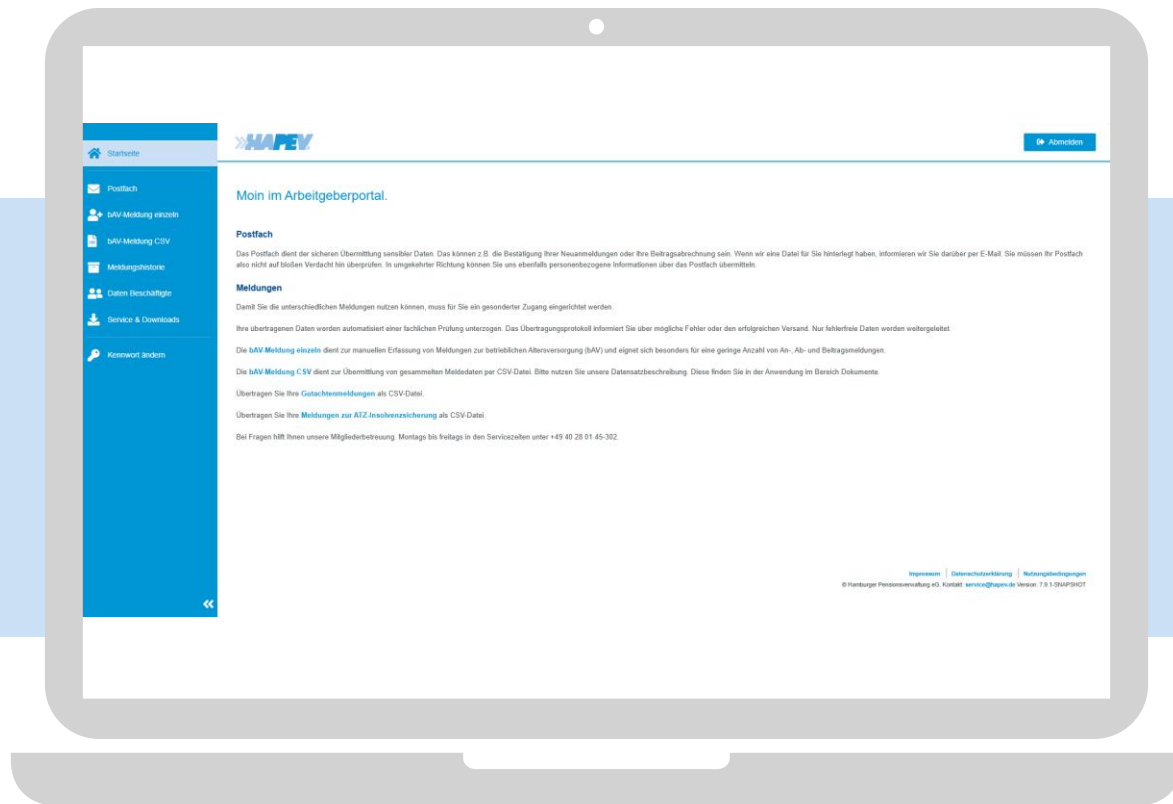 HAPEV
Abmelden
Startseite
Postfach
bAV-Meldung einzeln
bAV-Meldung CSV
Meldungshistorie
Daten Beschäftigte
Service & Downloads
Kennwort ändern
Moin im Arbeitgeberportal.
Postfach
Das Postfach dient der sicheren Übermittlung sensibler Daten. Das können z.B. die Bestätigung Ihrer Neuanmeldungen oder Ihre Beitragsabrechnung sein. Wenn wir eine Datei für Sie hinterlegt haben, informieren wir Sie darüber per E-Mail. Sie müssen Ihr Postfach
also nicht auf bloßen Verdacht hin überprüfen. In umgekehrter Richtung können Sie uns ebenfalls personenbezogene Informationen über das Postfach übermitteln.
Meldungen
Damit Sie die unterschiedlichen Meldungen nutzen können, muss für Sie ein gesonderter Zugang eingerichtet werden.
Ihre übertragenen Daten werden automatisiert einer fachlichen Prüfung unterzogen. Das Übertragungsprotokoll informiert Sie über mögliche Fehler oder den erfolgreichen Versand. Nur fehlerfreie Daten werden weitergeleitet.
Die bAV-Meldung einzeln dient zur manuellen Erfassung von Meldungen zur betrieblichen Altersversorgung (bAV) und eignet sich besonders für eine geringe Anzahl von An-, Ab- und Beitragsmeldungen.
Die bAV-Meldung CSV dient zur Übermittlung von gesammelten Meldedaten per CSV-Datei. Bitte nutzen Sie unsere Datensatzbeschreibung. Diese finden Sie in der Anwendung im Bereich Dokumente.
Übertragen Sie Ihre Gutachtenmeldungen als CSV-Datei.
Übertragen Sie Ihre Meldungen zur ATZ-Insolvenzsicherung als CSV-Datei.
Bei Fragen hilft Ihnen unsere Mitgliederbetreuung. Montags bis freitags in den Servicezeiten unter +49 40 28 01 45-302.
Impressum | Datenschutzerklärung | Nutzungsbedingungen
© Hamburger Pensionsverwaltung eG, Kontakt: service@hapev.de Version: 7.9.1-SNAPSHOT